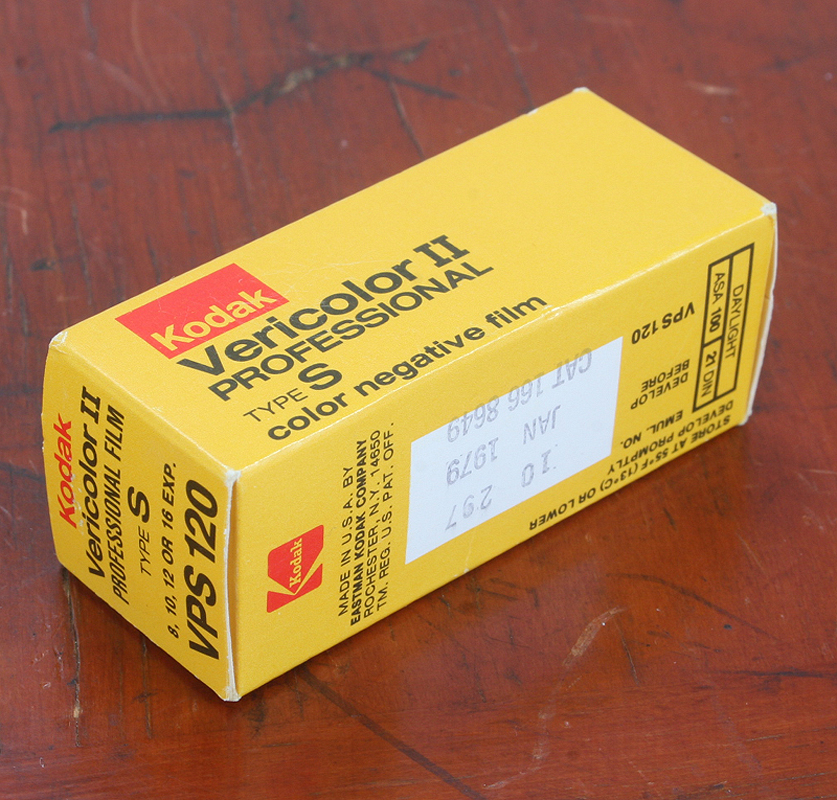 Kodak
Vericolor II
PROFESSIONAL
TYPE S
color negative film
Kodak
Vericolor II
PROFESSIONAL FILM
TYPE S
8, 10, 12 OR 16 EXP.
VPS 120
Kodak
MADE IN U.S.A. BY
EASTMAN KODAK COMPANY
ROCHESTER, N.Y. 14650
TM. REG. U.S. PAT. OFF.
CAT 166 8649
JAN 1979
10 297
VPS 120
DAYLIGHT
ASA 100 21 DIN
DEVELOP
BEFORE
EMUL. NO.
DEVELOP PROMPTLY
STORE AT 55°F (13°C) OR LOWER